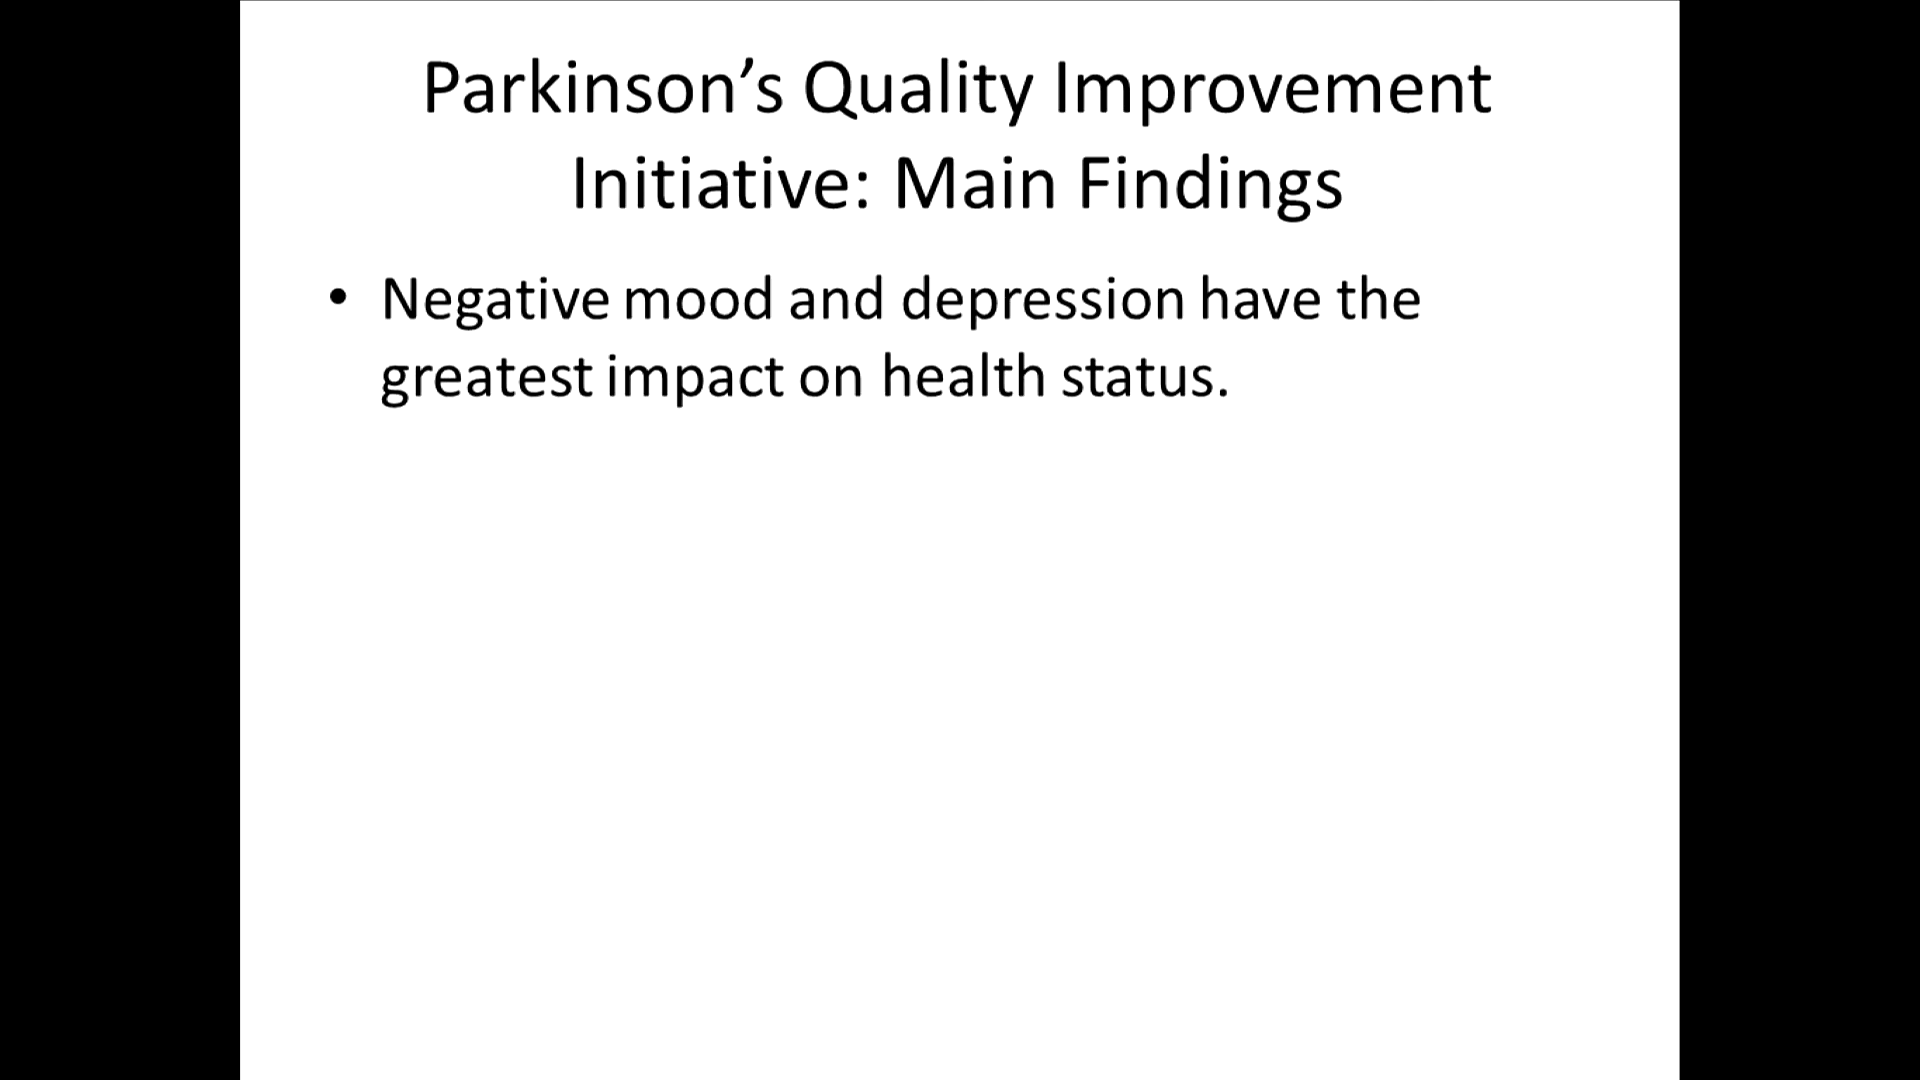 Parkinson’s Quality Improvement
Initiative: Main Findings
• Negative mood and depression have the
greatest impact on health status.